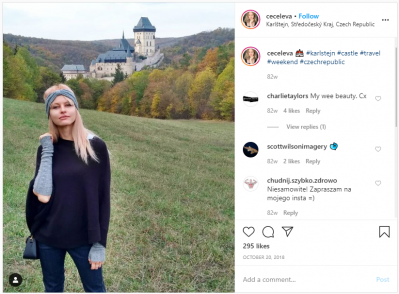 ceceleva • Follow
Karlštejn, Středočeský Kraj, Czech Republic
ceceleva #karlstejn #castle #travel
#weekend #czechrepublic
82w
charlietaylors My wee beauty. Cx
82w 4 likes Reply
View replies (1)
scottwilsonimagery
82w 2 likes Reply
chudnij.szybko.zdrowo
Niesamowite! Zapraszam na
mojego insta =)
82w Reply
295 likes
OCTOBER 20, 2019
Add a comment...
Post